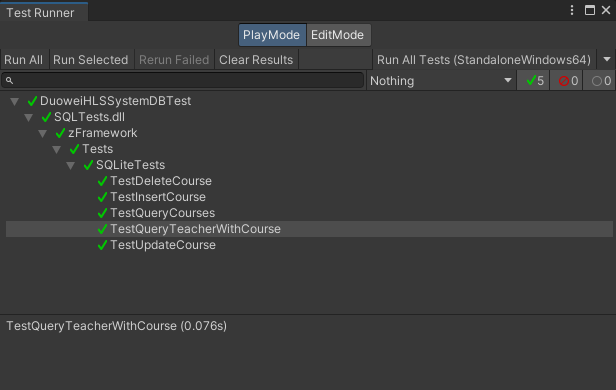 Test Runner
PlayMode EditMode
Run All Run Selected Rerun Failed Clear Results Run All Tests (StandaloneWindows64)
Nothing 5 0 0
DuoweiHLSSystemDBTest
SQLTests.dll
zFramework
Tests
SQLiteTests
TestDeleteCourse
TestInsertCourse
TestQueryCourses
TestQueryTeacherWithCourse
TestUpdateCourse
TestQueryTeacherWithCourse (0.076s)